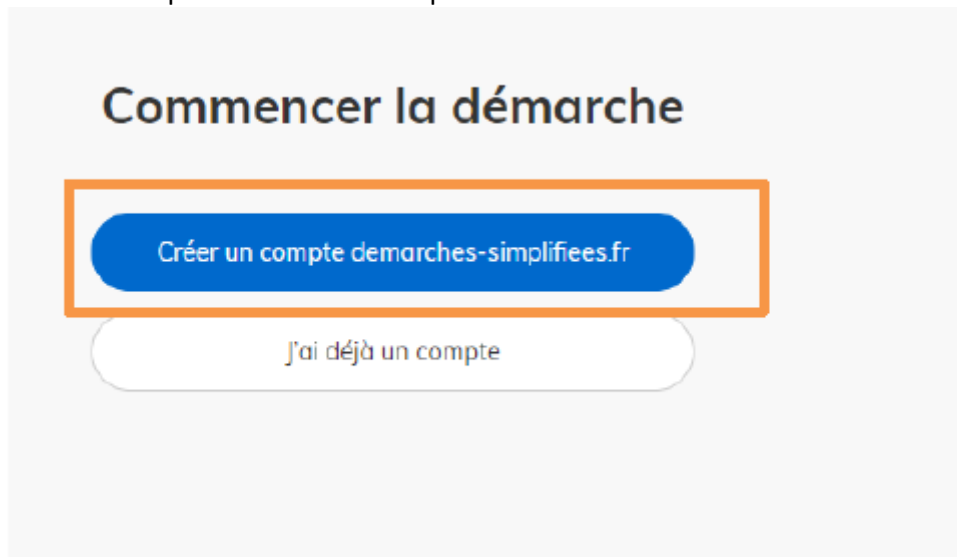 Commencer la démarche
Créer un compte demarches-simplifiees.fr
J'ai déjà un compte